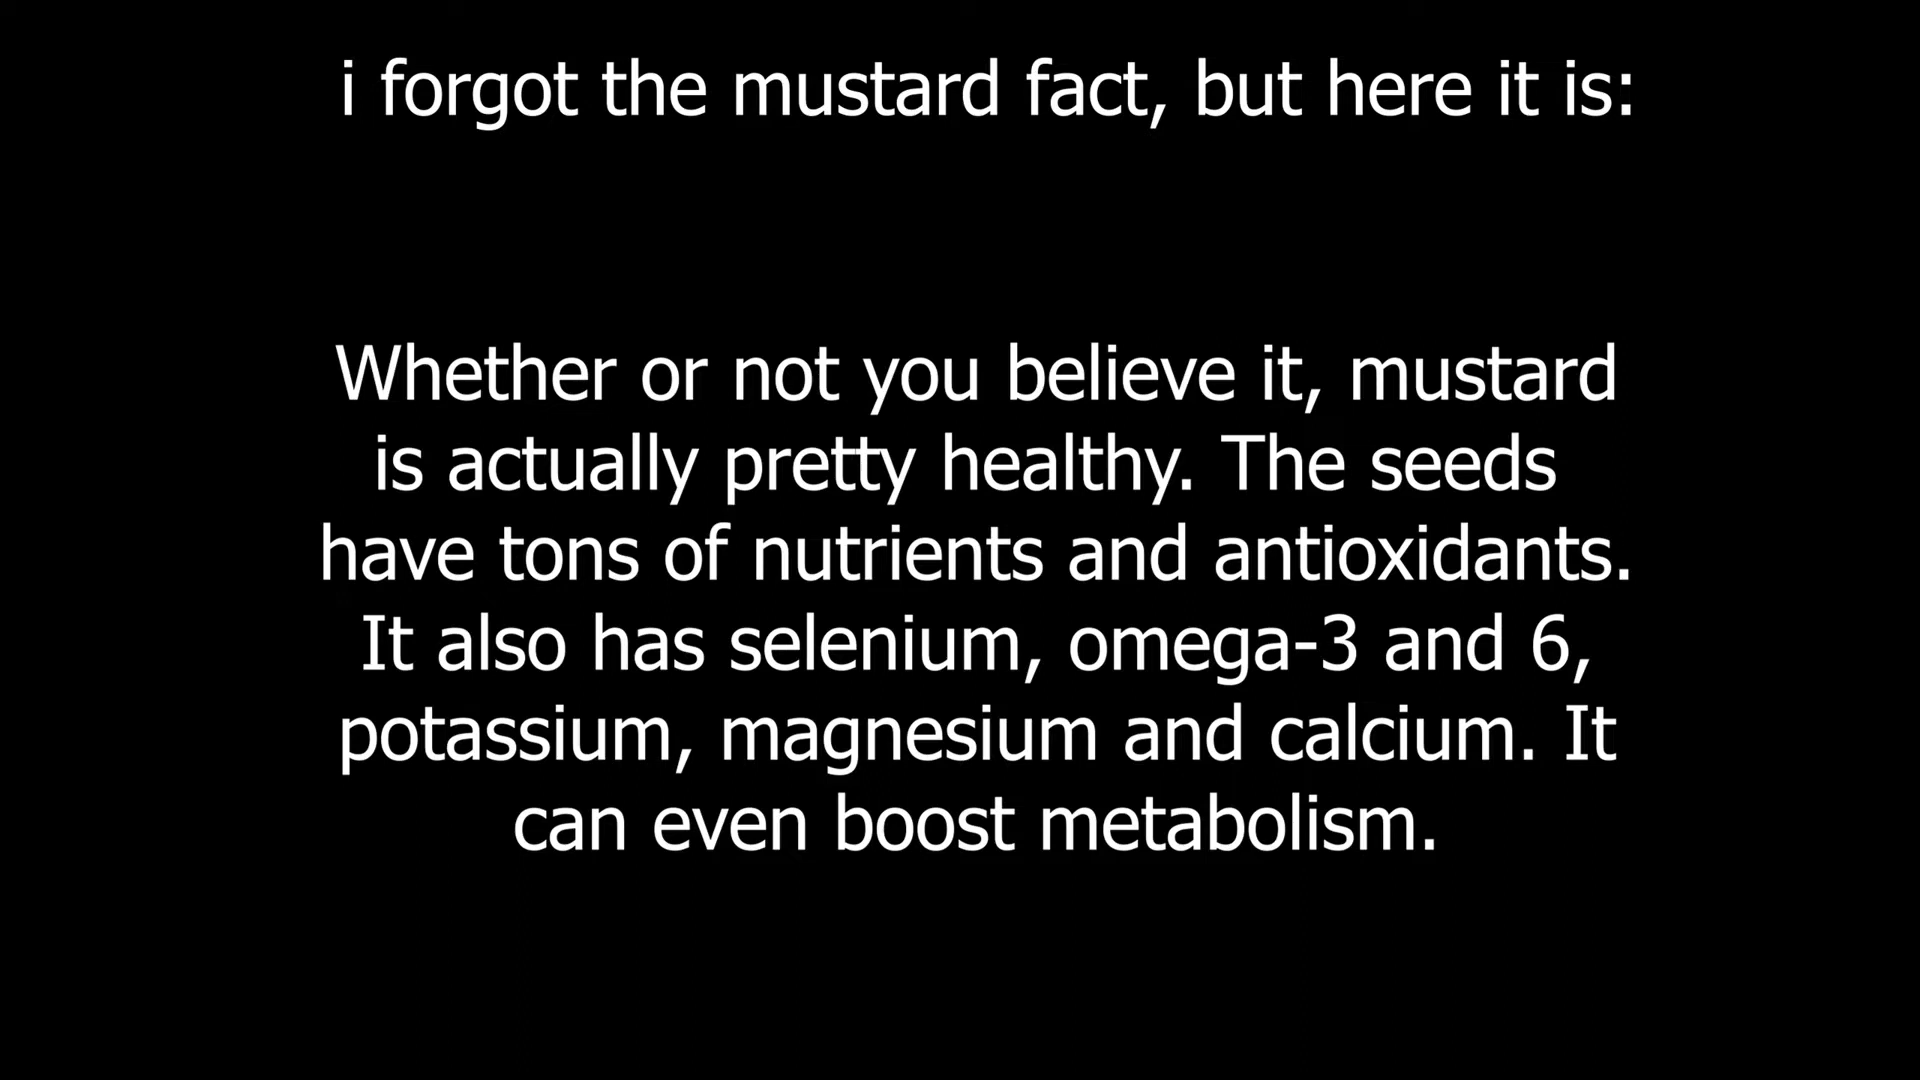 i forgot the mustard fact, but here it is:
Whether or not you believe it, mustard
is actually pretty healthy. The seeds
have tons of nutrients and antioxidants.
It also has selenium, omega-3 and 6,
potassium, magnesium and calcium. It
can even boost metabolism.